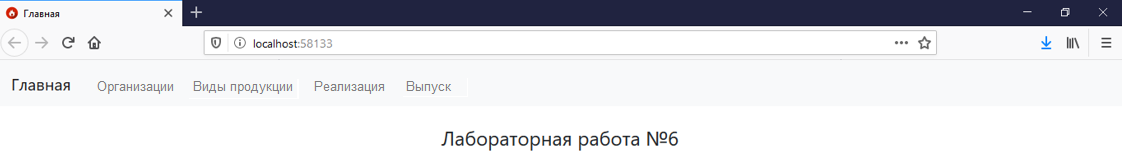 Главная
localhost:58133
Главная Организации Виды продукции Реализация Выпуск
Лабораторная работа №6